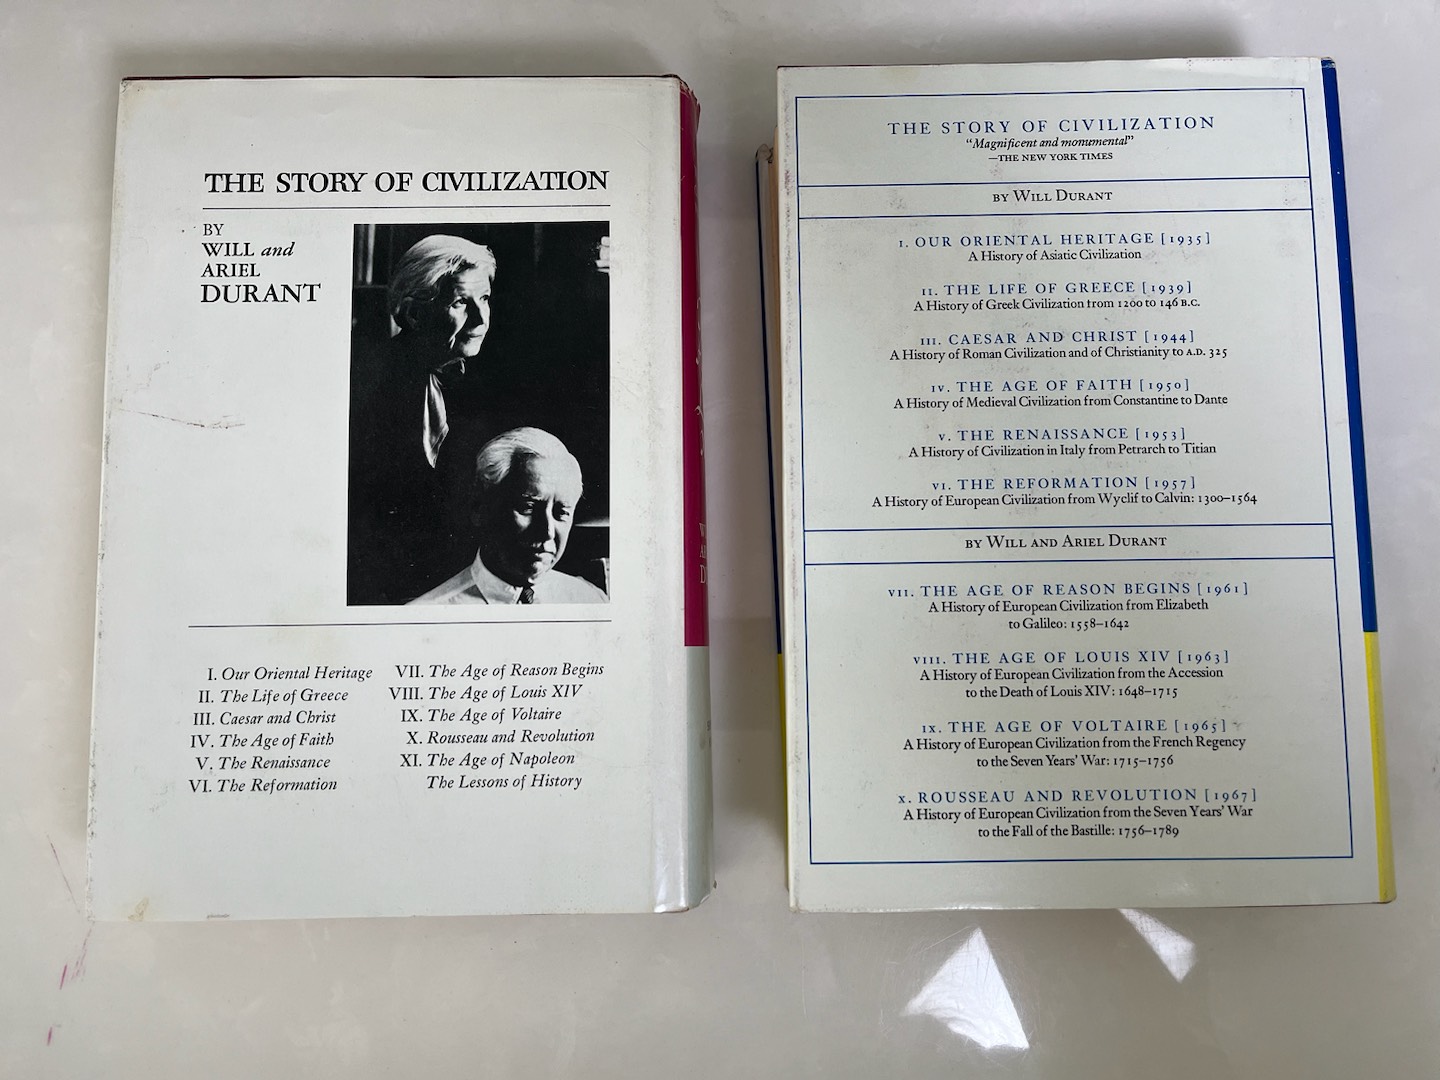 THE STORY OF CIVILIZATION
BY
WILL and
ARIEL
DURANT
I. Our Oriental Heritage
II. The Life of Greece
III. Caesar and Christ
IV. The Age of Faith
V. The Renaissance
VI. The Reformation
VII. The Age of Reason Begins
VIII. The Age of Louis XIV
IX. The Age of Voltaire
X. Rousseau and Revolution
XI. The Age of Napoleon
The Lessons of History
THE STORY OF CIVILIZATION
“Magnificent and monumental”
—THE NEW YORK TIMES
BY WILL DURANT
I. OUR ORIENTAL HERITAGE [1935]
A History of Asiatic Civilization
II. THE LIFE OF GREECE [1939]
A History of Greek Civilization from 1200 to 146 B.C.
III. CAESAR AND CHRIST [1944]
A History of Roman Civilization and of Christianity to A.D. 325
IV. THE AGE OF FAITH [1950]
A History of Medieval Civilization from Constantine to Dante
V. THE RENAISSANCE [1953]
A History of Civilization in Italy from Petrarch to Titian
VI. THE REFORMATION [1957]
A History of European Civilization from Wyclif to Calvin: 1300–1564
BY WILL AND ARIEL DURANT
VII. THE AGE OF REASON BEGINS [1961]
A History of European Civilization from Elizabeth
to Galileo: 1558–1642
VIII. THE AGE OF LOUIS XIV [1963]
A History of European Civilization from the Accession
to the Death of Louis XIV: 1648–1715
IX. THE AGE OF VOLTAIRE [1965]
A History of European Civilization from the French Regency
to the Seven Years’ War: 1715–1756
X. ROUSSEAU AND REVOLUTION [1967]
A History of European Civilization from the Seven Years’ War
to the Fall of the Bastille: 1756–1789